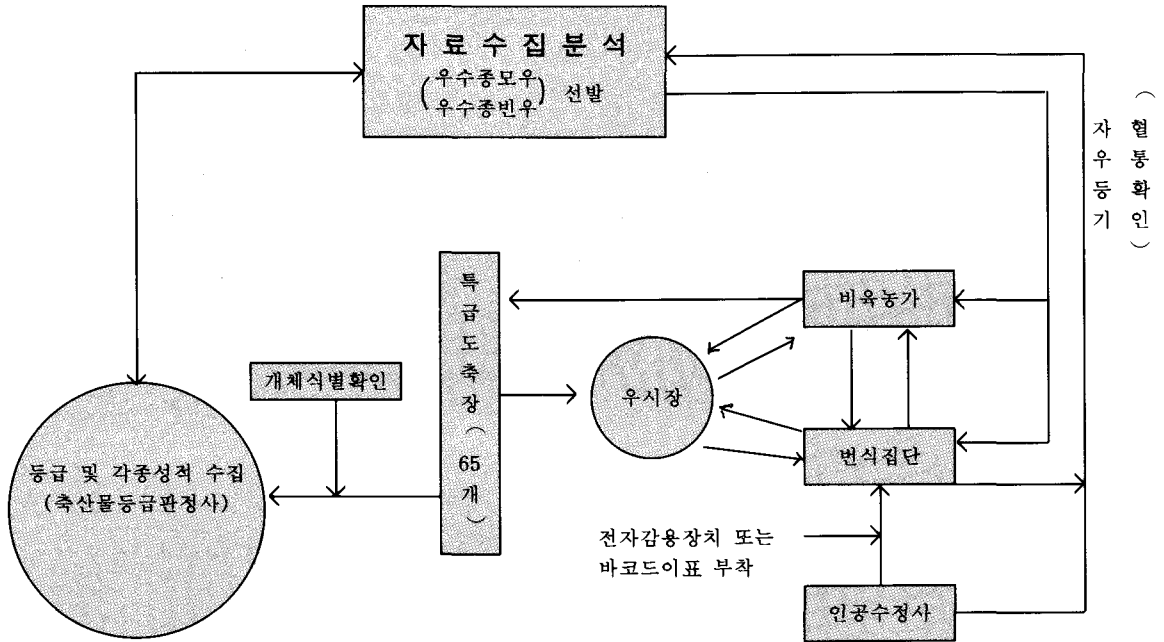 자료수집분석
(우수종모우
우수종빈우) 선발
자우등기
(혈통확인)
특급도축장(65개)
비육농가
개체식별확인
우시장
등급 및 각종성적 수집
(축산물등급판정사)
번식집단
전자감용장치 또는
바코드이표 부착
인공수정사